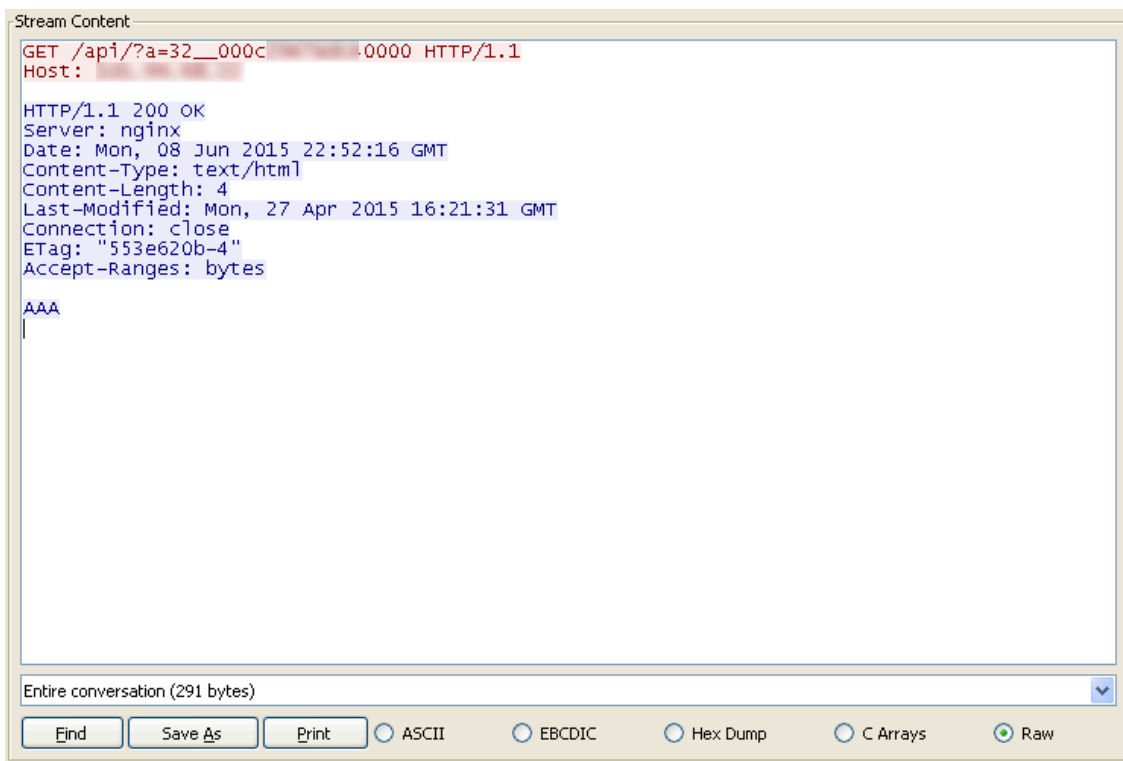 Stream Content
GET /api/?a=32__000c 0000 HTTP/1.1
Host:
HTTP/1.1 200 OK
Server: nginx
Date: Mon, 08 Jun 2015 22:52:16 GMT
Content-Type: text/html
Content-Length: 4
Last-Modified: Mon, 27 Apr 2015 16:21:31 GMT
Connection: close
ETag: "553e620b-4"
Accept-Ranges: bytes
AAA
Entire conversation (291 bytes)
Find Save As Print ASCII EBCDIC Hex Dump C Arrays Raw